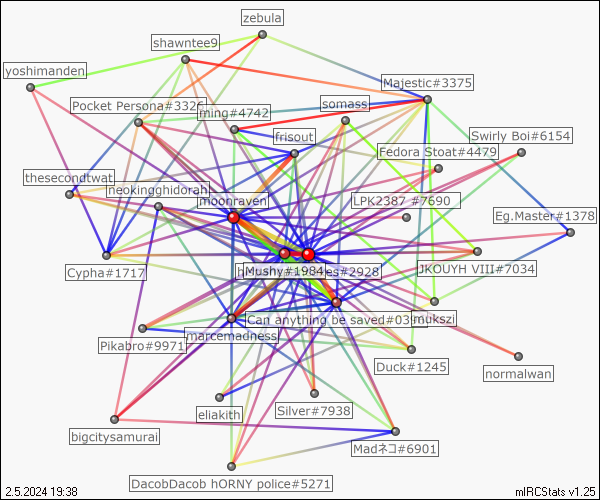 zebula
shawntee9
yoshimanden
Majestic#3375
Pocket Persona#3326
ming#4742
somass
frisout
Swirly Boi#6154
Fedora Stoat#4479
thesecondtwat
neokingghidorah
moonraven
LPK2387 #7690
Eg.Master#1378
Cypha#1717
Mushy#1984
es#2928
JKOUYH VIII#7034
Can anything be saved#03
mukszi
marcemadness
Pikabro#9971
Duck#1245
normalwan
eliakith
Silver#7938
bigcitysamurai
Madネコ#6901
DacobDacob hORNY police#5271
2.5.2024 19:38
mIRCStats v1.25